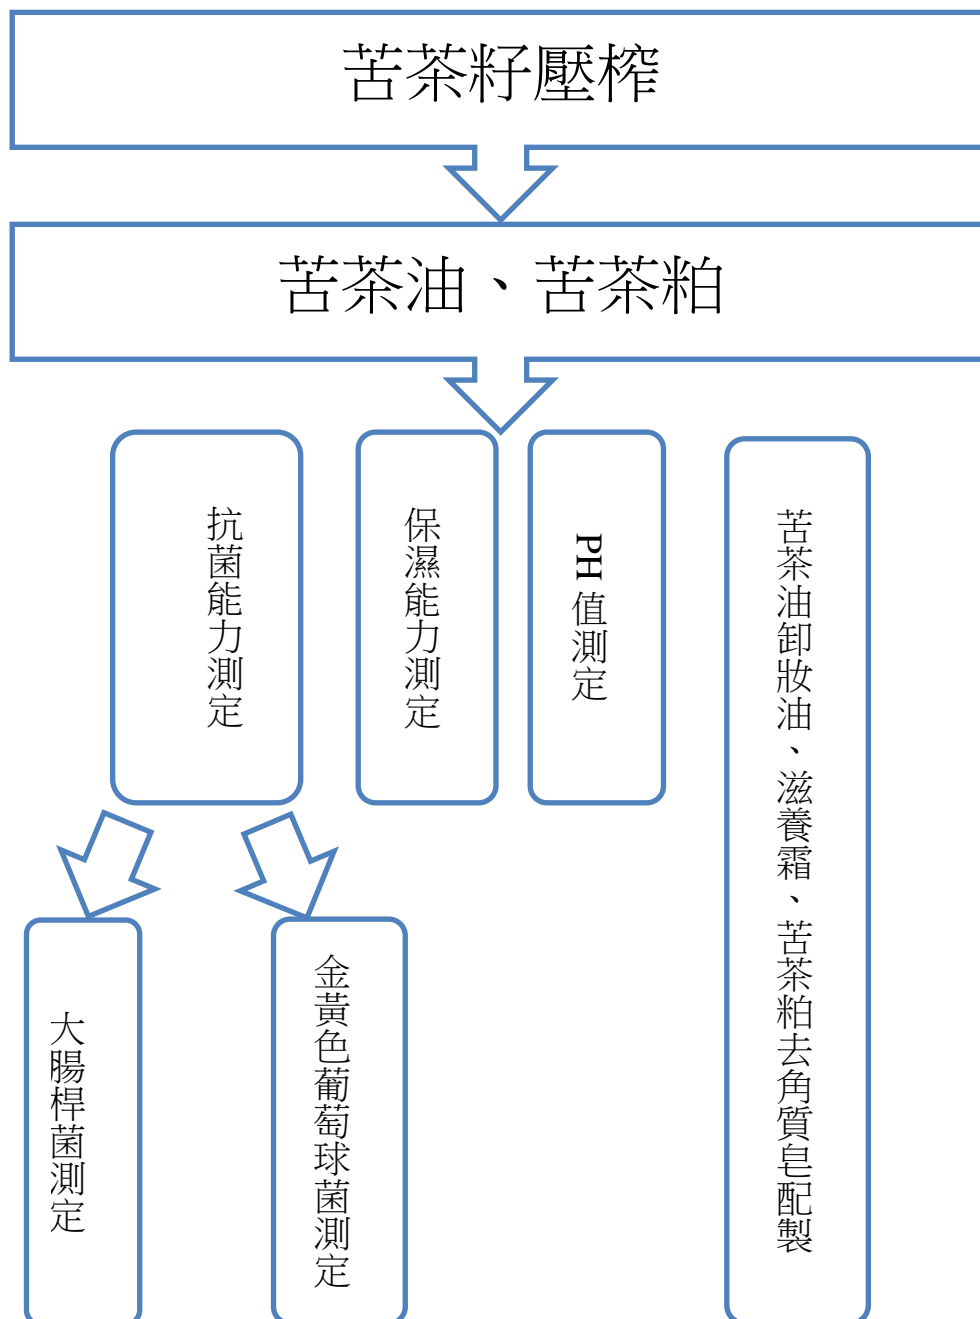 苦茶籽壓榨
苦茶油、苦茶粕
抗菌能力測定
保濕能力測定
PH 值測定
苦茶油卸妝油、滋養霜、苦茶粕去角質皂配製
大腸桿菌測定
金黃色葡萄球菌測定